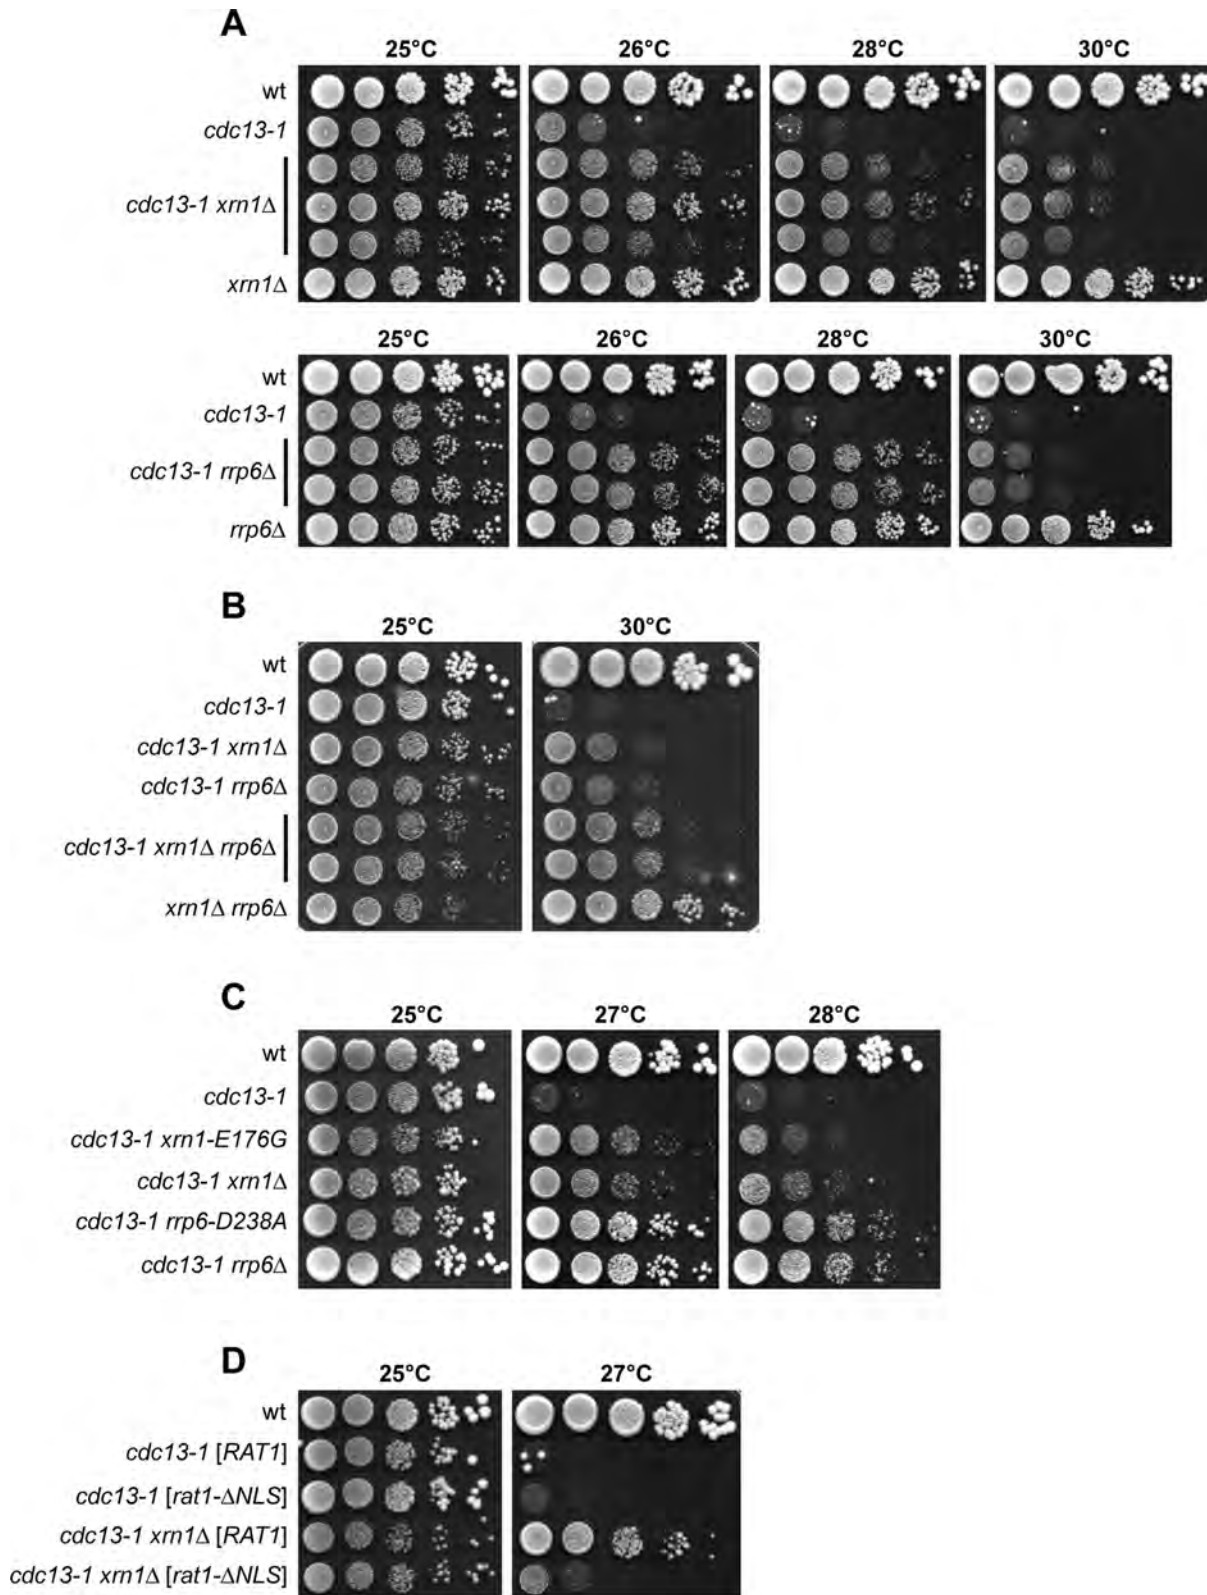 A
25°C 26°C 28°C 30°C
wt
cdc13-1
cdc13-1 xrn1Δ
xrn1Δ
25°C 26°C 28°C 30°C
wt
cdc13-1
cdc13-1 rrp6Δ
rrp6Δ
B
25°C 30°C
wt
cdc13-1
cdc13-1 xrn1Δ
cdc13-1 rrp6Δ
cdc13-1 xrn1Δ rrp6Δ
xrn1Δ rrp6Δ
C
25°C 27°C 28°C
wt
cdc13-1
cdc13-1 xrn1-E176G
cdc13-1 xrn1Δ
cdc13-1 rrp6-D238A
cdc13-1 rrp6Δ
D
25°C 27°C
wt
cdc13-1 [RAT1]
cdc13-1 [rat1-ΔNLS]
cdc13-1 xrn1Δ [RAT1]
cdc13-1 xrn1Δ [rat1-ΔNLS]